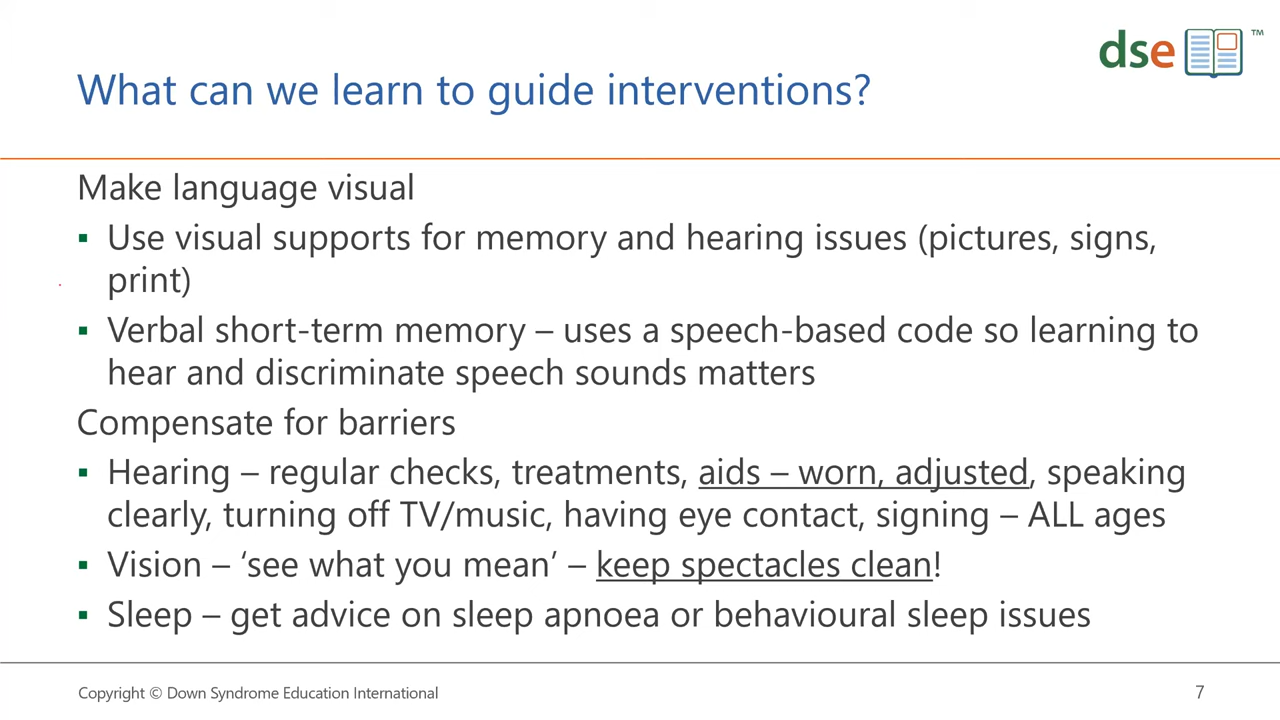 dse ™
What can we learn to guide interventions?
Make language visual
▪ Use visual supports for memory and hearing issues (pictures, signs,
print)
▪ Verbal short-term memory – uses a speech-based code so learning to
hear and discriminate speech sounds matters
Compensate for barriers
▪ Hearing – regular checks, treatments, aids – worn, adjusted, speaking
clearly, turning off TV/music, having eye contact, signing – ALL ages
▪ Vision – ‘see what you mean’ – keep spectacles clean!
▪ Sleep – get advice on sleep apnoea or behavioural sleep issues
Copyright © Down Syndrome Education International
7